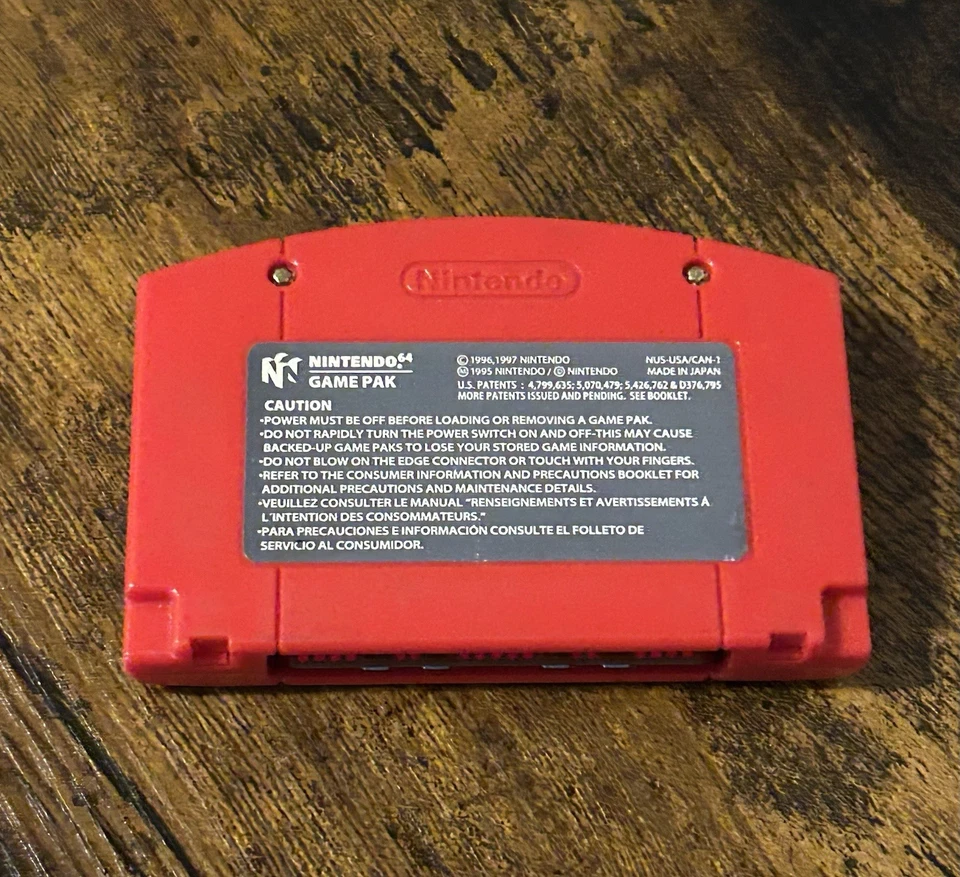 Nintendo
NINTENDO⁶⁴
GAME PAK
© 1996,1997 NINTENDO
Ⓜ 1995 NINTENDO / © NINTENDO
NUS-USA/CAN-1
MADE IN JAPAN
U.S. PATENTS : 4,799,635; 5,070,479; 5,426,762 & D376,795
MORE PATENTS ISSUED AND PENDING. SEE BOOKLET.
CAUTION
•POWER MUST BE OFF BEFORE LOADING OR REMOVING A GAME PAK.
•DO NOT RAPIDLY TURN THE POWER SWITCH ON AND OFF-THIS MAY CAUSE
BACKED-UP GAME PAKS TO LOSE YOUR STORED GAME INFORMATION.
•DO NOT BLOW ON THE EDGE CONNECTOR OR TOUCH WITH YOUR FINGERS.
•REFER TO THE CONSUMER INFORMATION AND PRECAUTIONS BOOKLET FOR
ADDITIONAL PRECAUTIONS AND MAINTENANCE DETAILS.
•VEUILLEZ CONSULTER LE MANUAL "RENSEIGNEMENTS ET AVERTISSEMENTS À
L'INTENTION DES CONSOMMATEURS."
•PARA PRECAUCIONES E INFORMACIÓN CONSULTE EL FOLLETO DE
SERVICIO AL CONSUMIDOR.